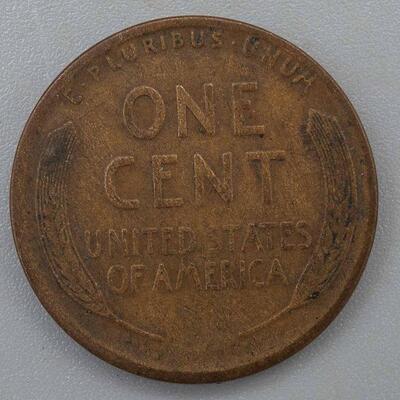 E·PLURIBUS·UNUM
ONE
CENT
UNITED STATES
OF AMERICA